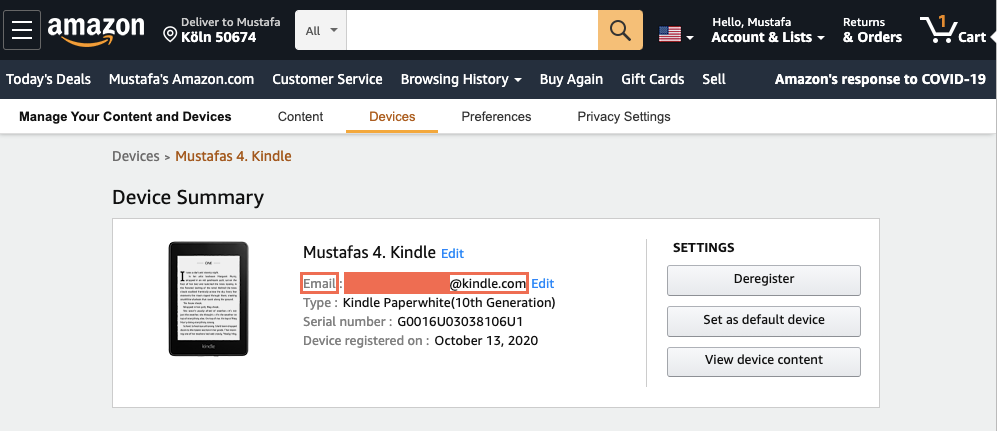 amazon
Deliver to Mustafa
Köln 50674
All
Hello, Mustafa
Account & Lists
Returns
& Orders
1
Cart
Today's Deals Mustafa's Amazon.com Customer Service Browsing History Buy Again Gift Cards Sell Amazon's response to COVID-19
Manage Your Content and Devices Content Devices Preferences Privacy Settings
Devices > Mustafas 4. Kindle
Device Summary
Mustafas 4. Kindle Edit
Email : @kindle.com Edit
Type : Kindle Paperwhite(10th Generation)
Serial number : G0016U03038106U1
Device registered on : October 13, 2020
SETTINGS
Deregister
Set as default device
View device content
kindle